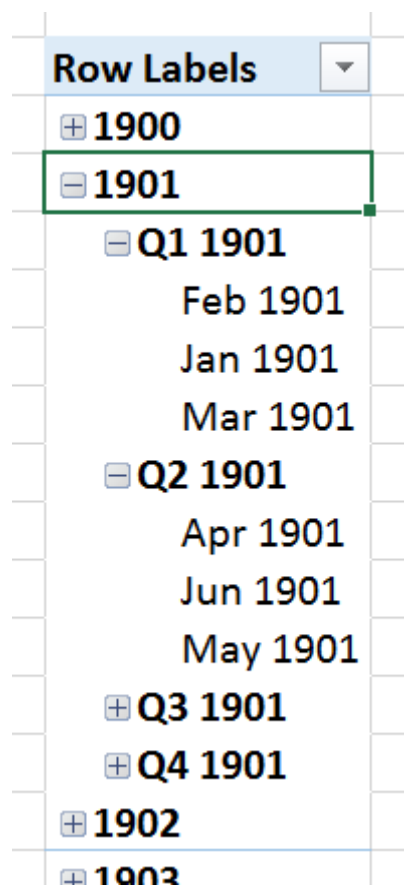 Row Labels
1900
1901
Q1 1901
Feb 1901
Jan 1901
Mar 1901
Q2 1901
Apr 1901
Jun 1901
May 1901
Q3 1901
Q4 1901
1902
1903